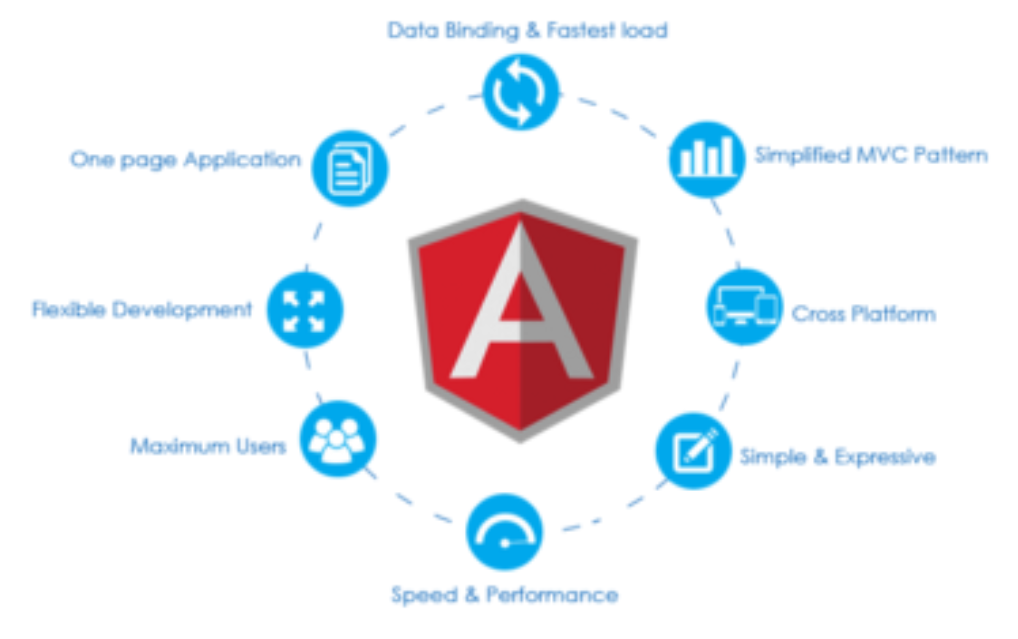 Data Binding & Fastest load
One page Application
Simplified MVC Pattern
Flexible Development
Cross Platform
Maximum Users
Simple & Expressive
Speed & Performance
A